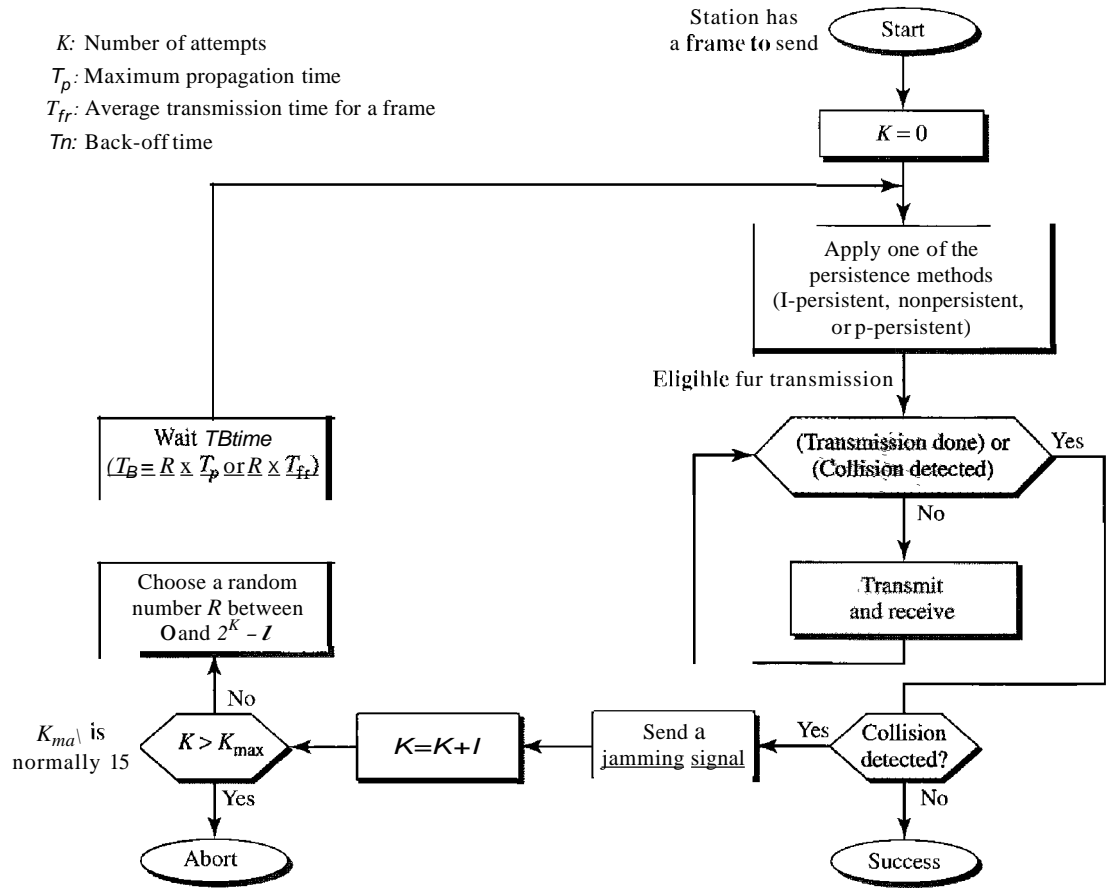 K: Number of attempts
Tp: Maximum propagation time
Tfr: Average transmission time for a frame
Tn: Back-off time
Station has
a frame to send
Start
K = 0
Apply one of the
persistence methods
(I-persistent, nonpersistent,
or p-persistent)
Eligible fur transmission
Wait TBtime
(TB = R x Tp or R x Tfr)
(Transmission done) or
(Collision detected)
Yes
No
Transmit
and receive
Choose a random
number R between
0 and 2K - l
No
Kma\ is
normally 15
K > Kmax
K=K+l
Send a
jamming signal
Yes
Collision
detected?
Yes
No
Abort
Success